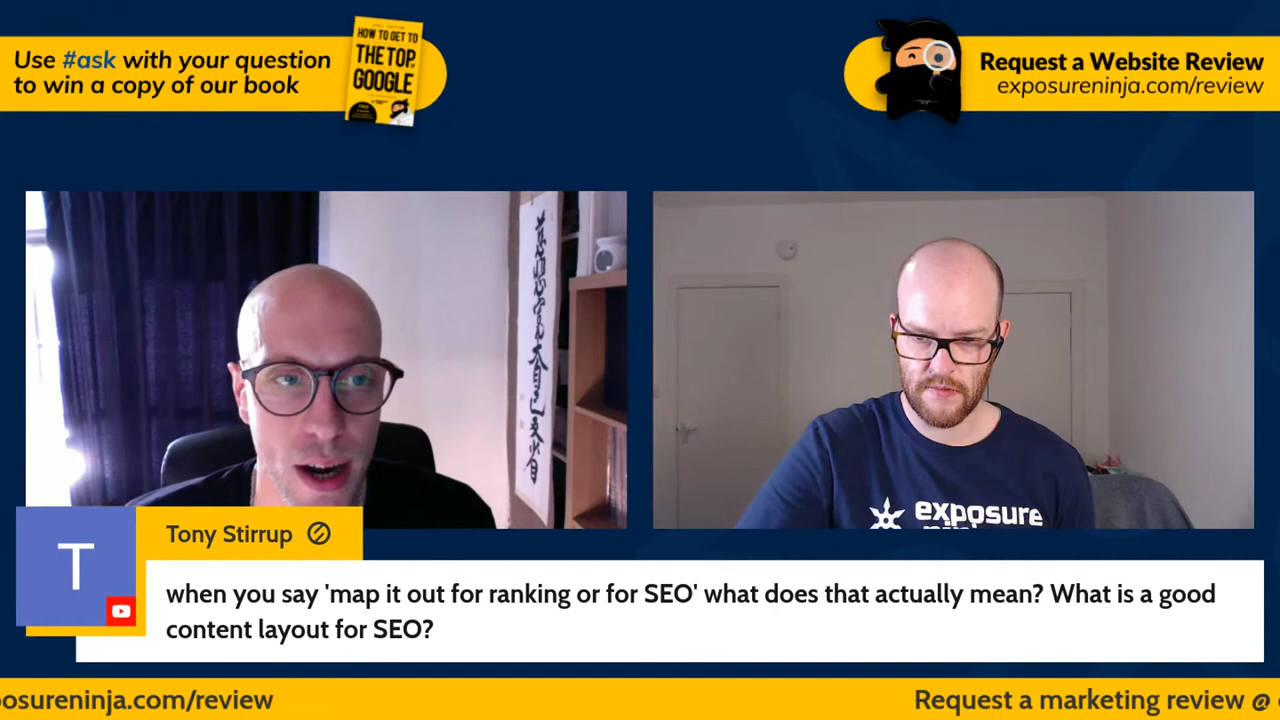 Use #ask with your question
to win a copy of our book
HOW TO GET TO
THE TOP
GOOGLE
Request a Website Review
exposureninja.com/review
exposure
Tony Stirrup
T
when you say 'map it out for ranking or for SEO' what does that actually mean? What is a good
content layout for SEO?
posureninja.com/review
Request a marketing review @